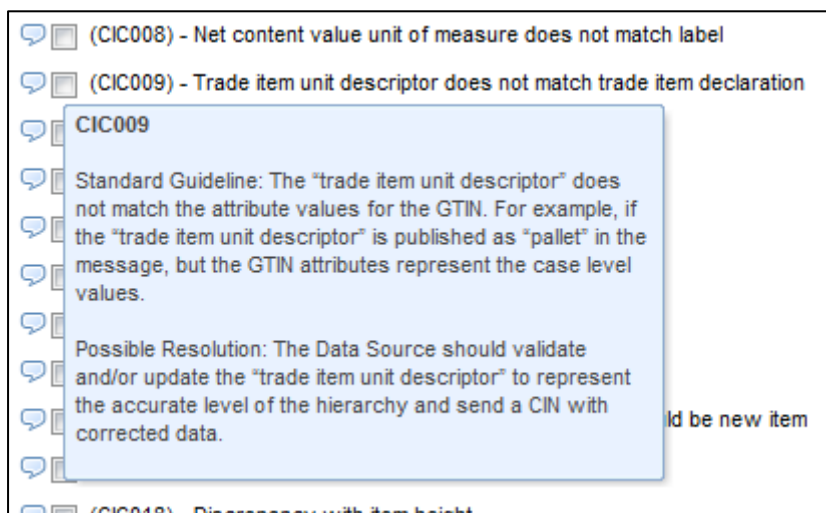 (CIC008) - Net content value unit of measure does not match label
(CIC009) - Trade item unit descriptor does not match trade item declaration
CIC009
Standard Guideline: The “trade item unit descriptor” does
not match the attribute values for the GTIN. For example, if
the “trade item unit descriptor” is published as “pallet” in the
message, but the GTIN attributes represent the case level
values.
Possible Resolution: The Data Source should validate
and/or update the “trade item unit descriptor” to represent
the accurate level of the hierarchy and send a CIN with
corrected data.
be new item
(CIC018) - Discrepancy with item height